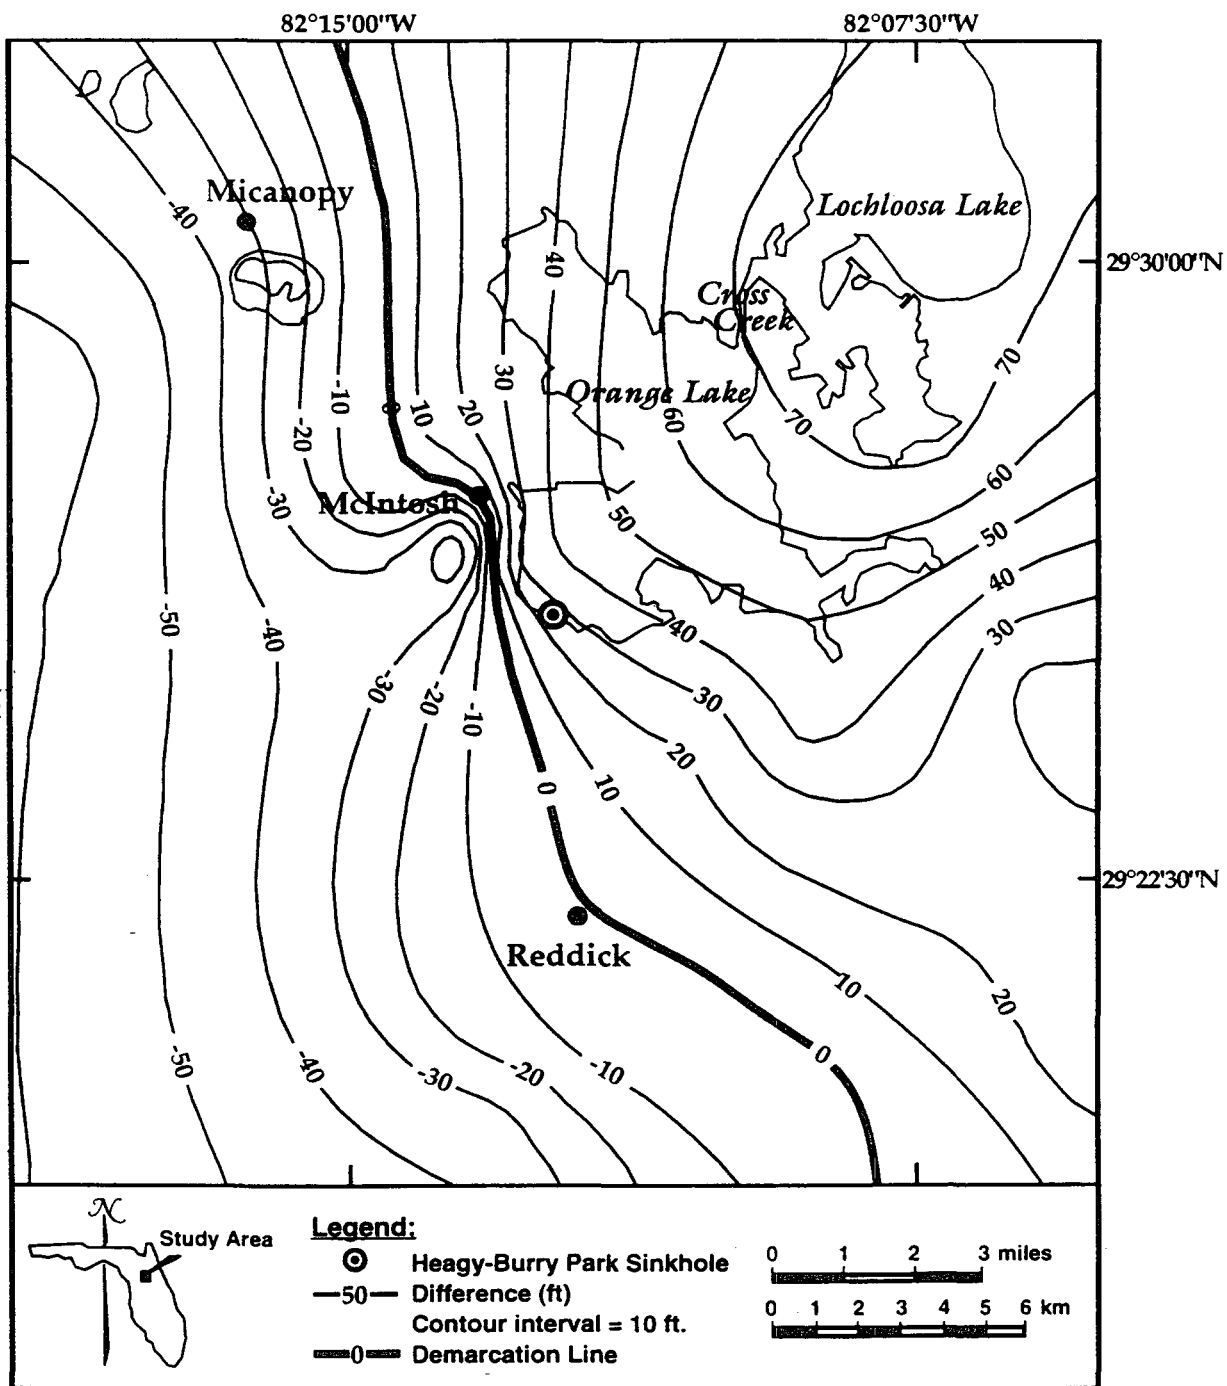 82°15'00"W
82°07'30"W
Micanopy
-40
Lochloosa Lake
29°30'00"N
40
Cross
Creek
70
30
Orange Lake
-10
10
20
60
70
0
-20
60
-30
McIntosh
50
50
40
-50
-40
40
30
-30
-20
30
-10
20
0
10
29°22'30"N
Reddick
10
20
0
-50
-40
-30
-20
-10
N
Study Area
Legend:
Heagy-Burry Park Sinkhole
—50— Difference (ft)
Contour interval = 10 ft.
0 Demarcation Line
0 1 2 3 miles
0 1 2 3 4 5 6 km